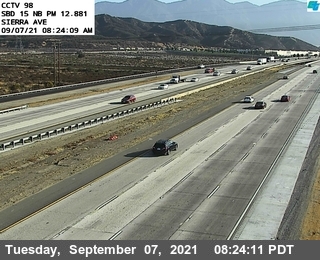 CCTV 98
SBD 15 NB PM 12.881
SIERRA AVE
09/07/21 08:24:09 AM
Tuesday, September 07, 2021 08:24:11 PDT